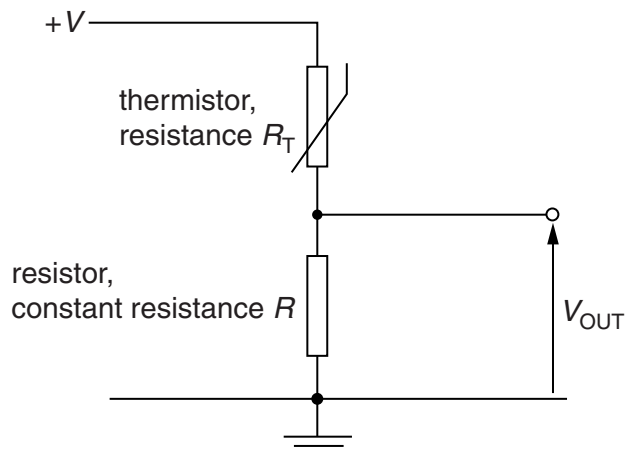 +V
thermistor,
resistance R_T
resistor,
constant resistance R
V_OUT